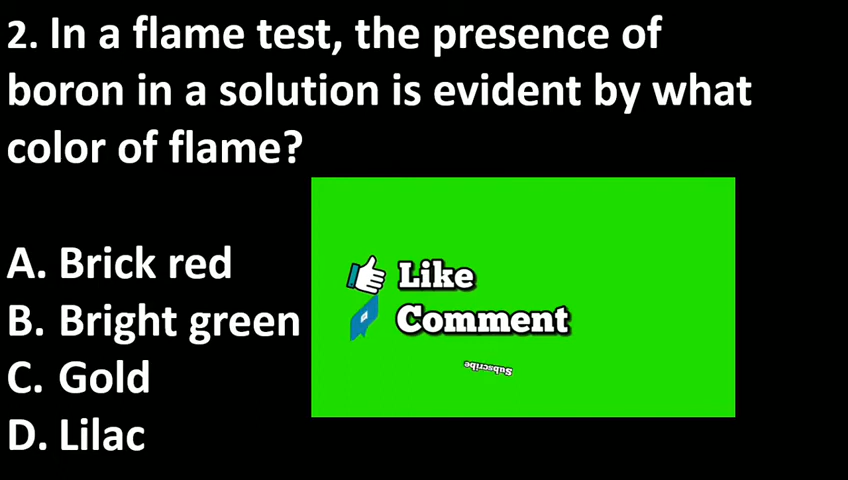 2. In a flame test, the presence of
boron in a solution is evident by what
color of flame?
A. Brick red
B. Bright green
C. Gold
D. Lilac
Like
Comment
Subscribe